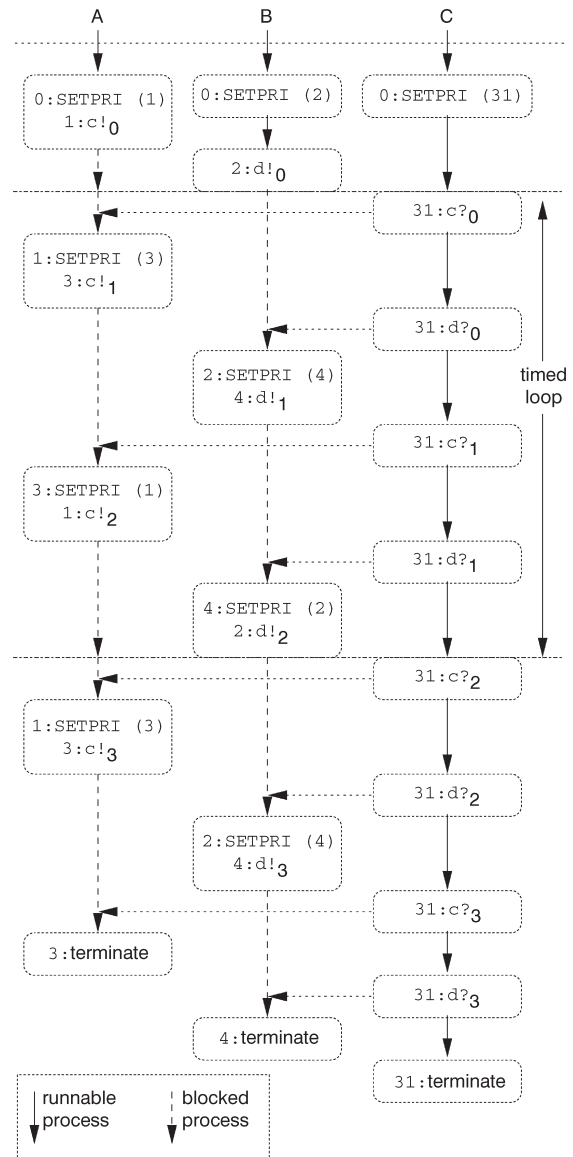 A B C
0:SETPRI (1)
1:c!0
0:SETPRI (2)
0:SETPRI (31)
2:d!0
31:c?0
1:SETPRI (3)
3:c!1
31:d?0
2:SETPRI (4)
4:d!1
timed
loop
31:c?1
3:SETPRI (1)
1:c!2
31:d?1
4:SETPRI (2)
2:d!2
31:c?2
1:SETPRI (3)
3:c!3
31:d?2
2:SETPRI (4)
4:d!3
31:c?3
3:terminate
31:d?3
4:terminate
31:terminate
runnable
process
blocked
process